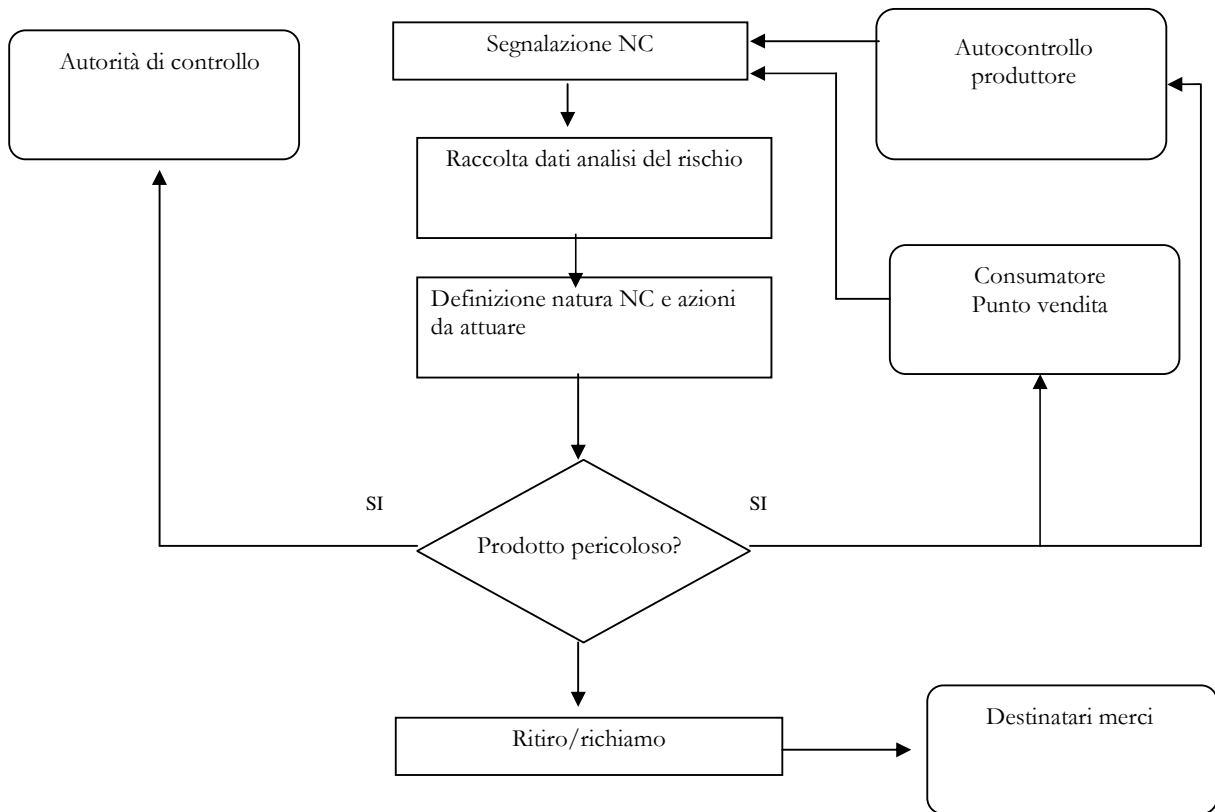 Autorità di controllo
Segnalazione NC
Autocontrollo
produttore
Raccolta dati analisi del rischio
Consumatore
Punto vendita
Definizione natura NC e azioni
da attuare
SI
SI
Prodotto pericoloso?
Ritiro/richiamo
Destinatari merci